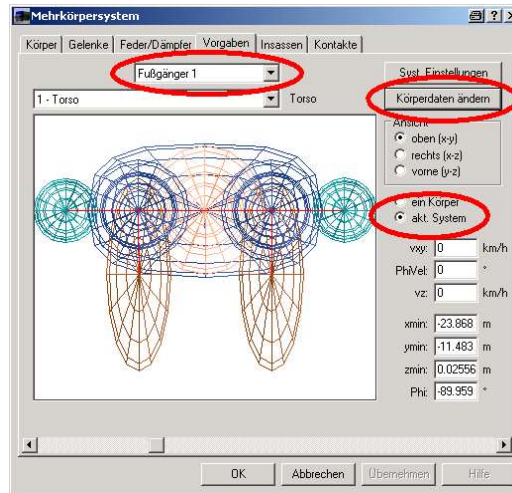 Mehrkörpersystem
Körper Gelenke Feder/Dämpfer Vorgaben Insassen Kontakte
Fußgänger 1
Syst. Einstellungen
1 - Torso
Torso
Körperdaten ändern
Ansicht
oben (x-y)
rechts (x-z)
vorne (y-z)
ein Körper
akt. System
vxy: 0 km/h
PhiVel: 0 °
vz: 0 km/h
xmin: -23.868 m
ymin: -11.483 m
zmin: 0.02556 m
Phi: -89.959 °
OK Abbrechen Übernehmen Hilfe